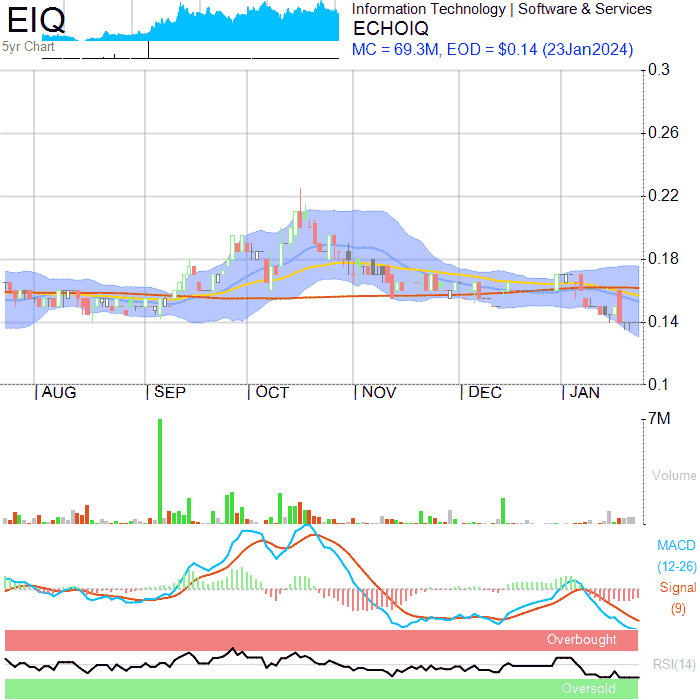 EIQ
5yr Chart
Information Technology | Software & Services
ECHOIQ
MC = 69.3M, EOD = $0.14 (23Jan2024)
0.3
0.26
0.22
0.18
0.14
0.1
| AUG | SEP | OCT | NOV | DEC | JAN
7M
Volume
MACD
(12-26)
Signal
(9)
Overbought
RSI(14)
Oversold